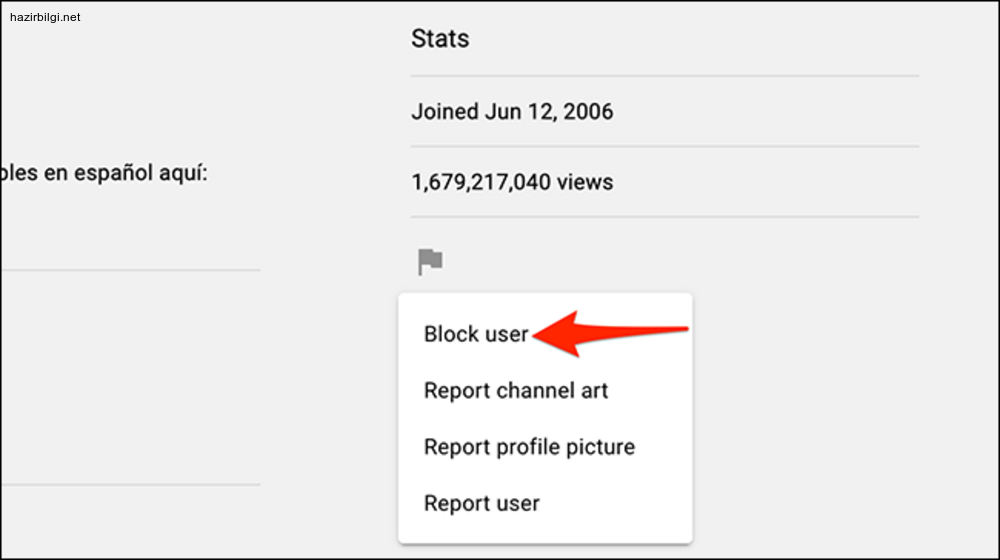 hazirbilgi.net
Stats
Joined Jun 12, 2006
en español aquí:
1,679,217,040 views
Block user
Report channel art
Report profile picture
Report user